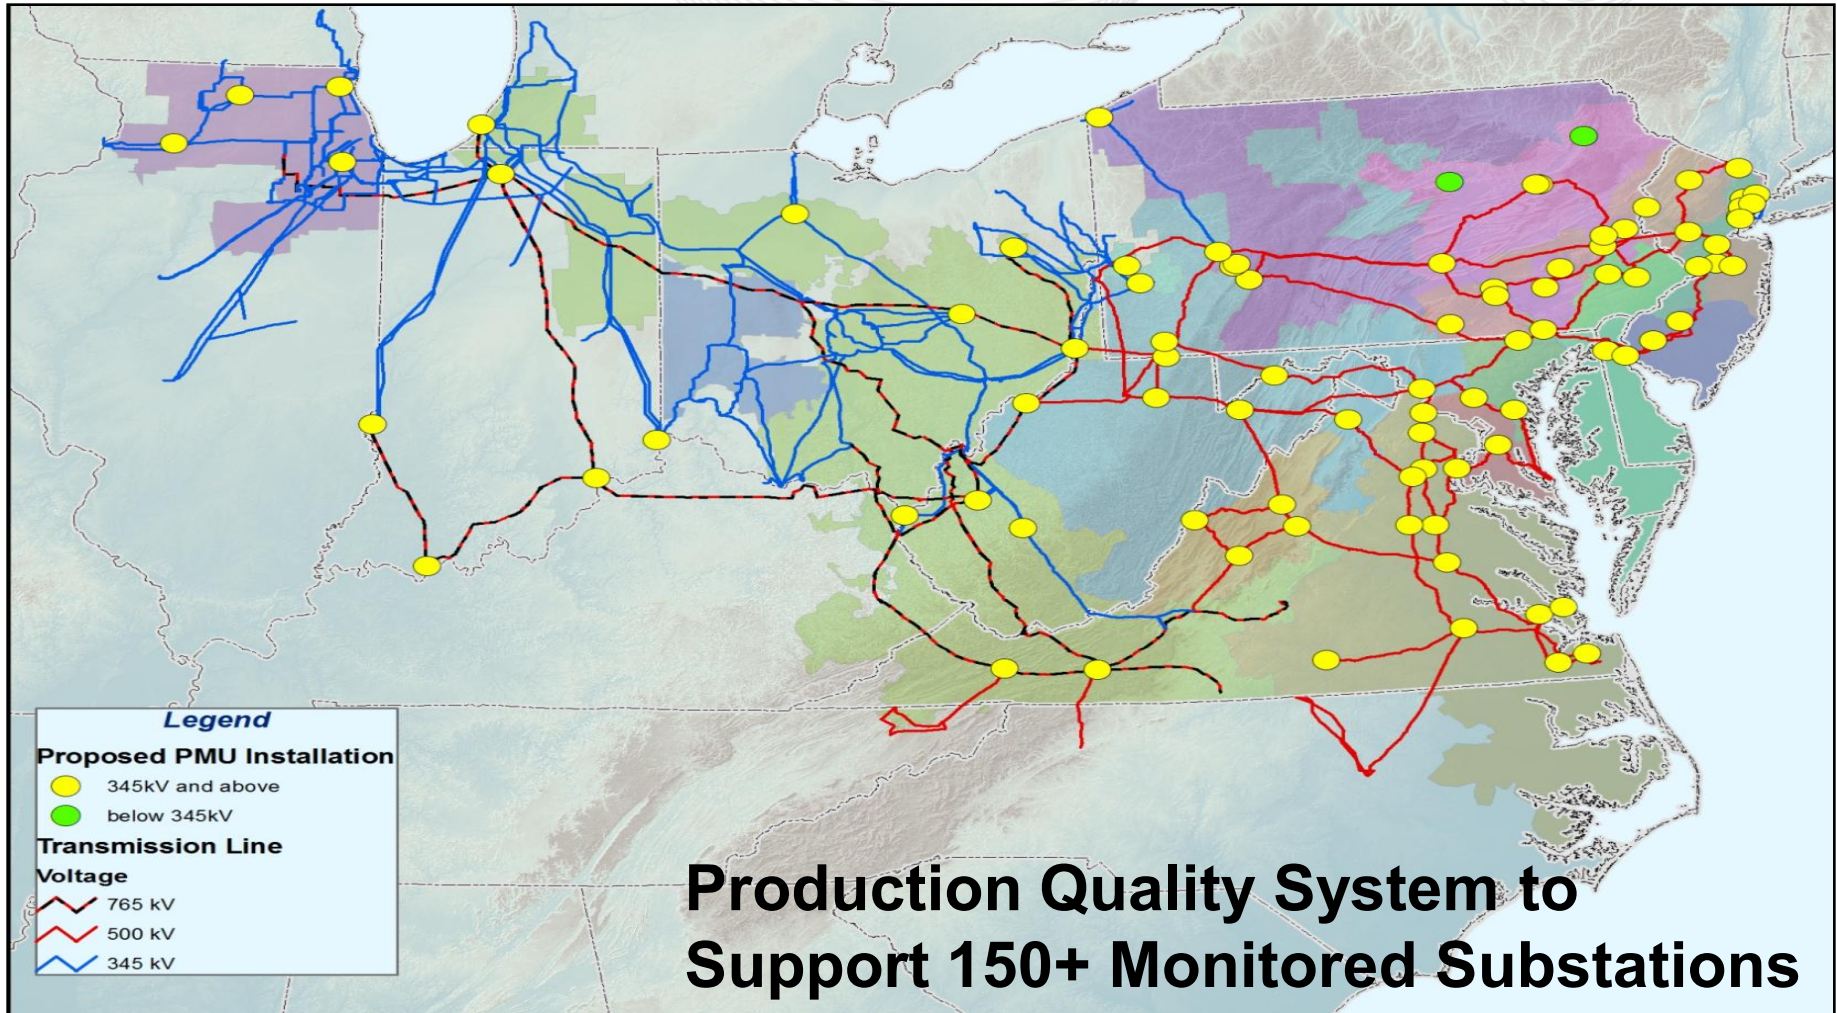 Legend
Proposed PMU Installation
345kV and above
below 345kV
Transmission Line
Voltage
765 kV
500 kV
345 kV
Production Quality System to
Support 150+ Monitored Substations